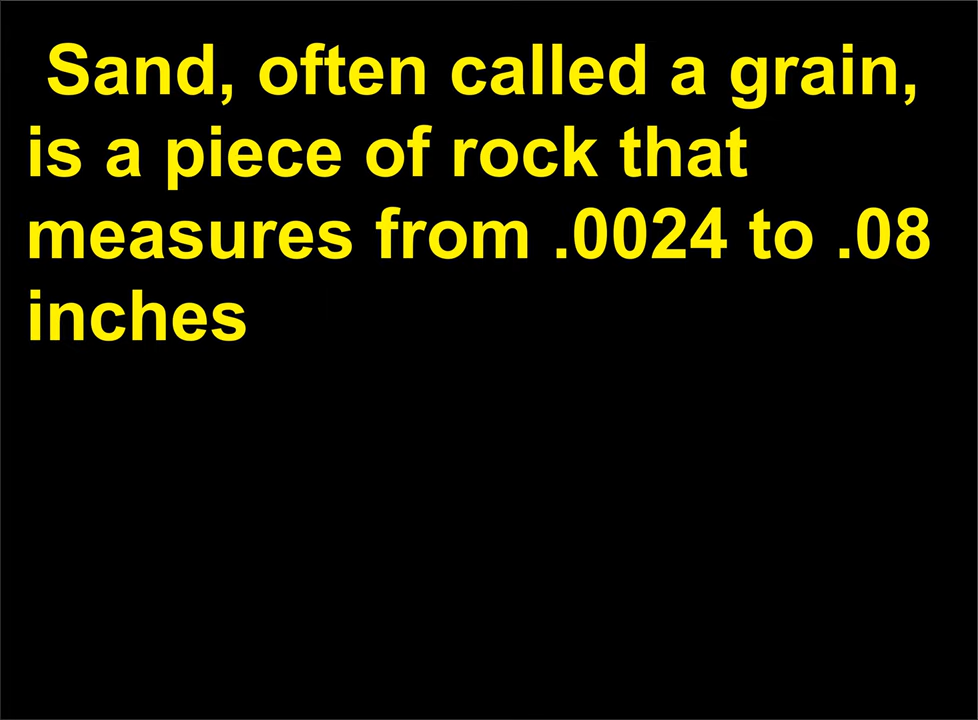 Sand, often called a grain,
is a piece of rock that
measures from .0024 to .08
inches